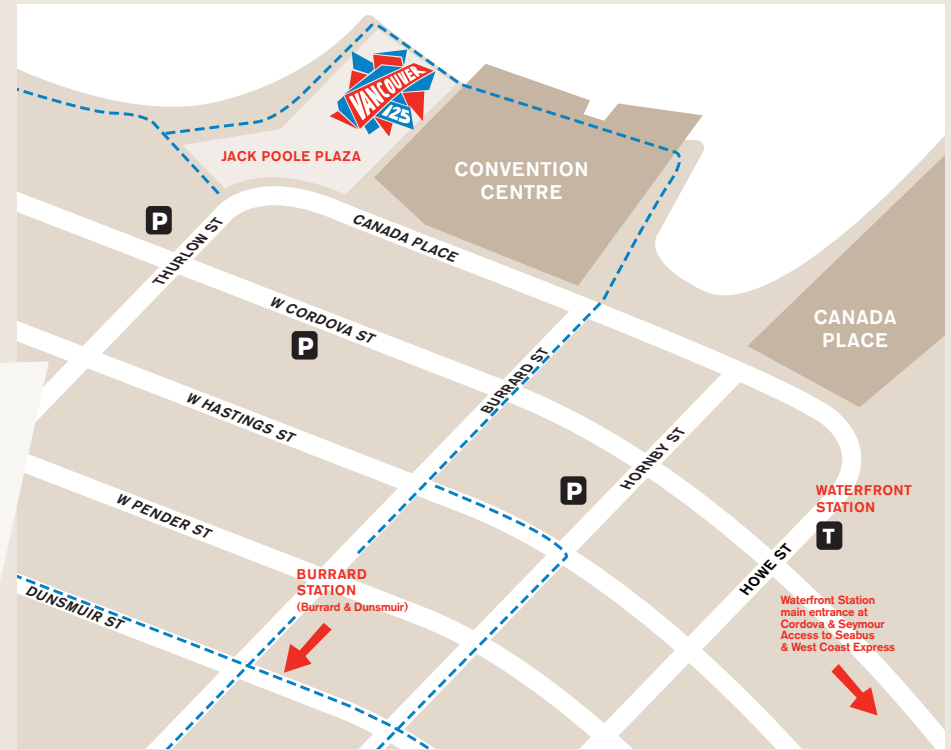 VANCOUVER
125
JACK POOLE PLAZA
CONVENTION
CENTRE
P
THURLOW ST
CANADA PLACE
W CORDOVA ST
CANADA
PLACE
P
BURRARD ST
W HASTINGS ST
HORNBY ST
P
WATERFRONT
STATION
T
W PENDER ST
HOWE ST
BURRARD
STATION
(Burrard & Dunsmuir)
DUNSMUIR ST
Waterfront Station
main entrance at
Cordova & Seymour
Access to Seabus
& West Coast Express